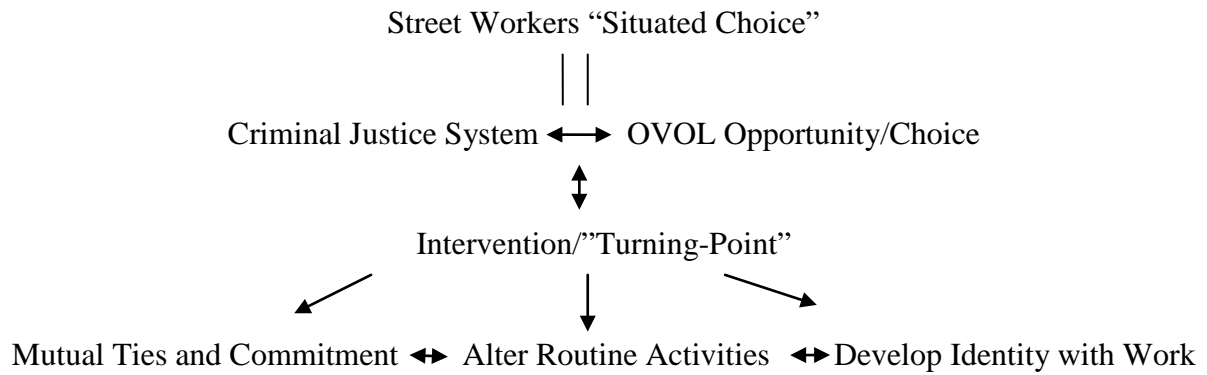 Street Workers “Situated Choice”
Criminal Justice System OVOL Opportunity/Choice
Intervention/”Turning-Point”
Mutual Ties and Commitment Alter Routine Activities Develop Identity with Work